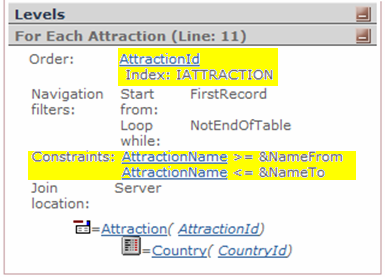 Levels
For Each Attraction (Line: 11)
Order: AttractionId
Index: IATTRACTION
Navigation filters: Start from: FirstRecord
Loop while: NotEndOfTable
Constraints: AttractionName >= &NameFrom
AttractionName <= &NameTo
Join location: Server
=Attraction( AttractionId)
=Country( CountryId)